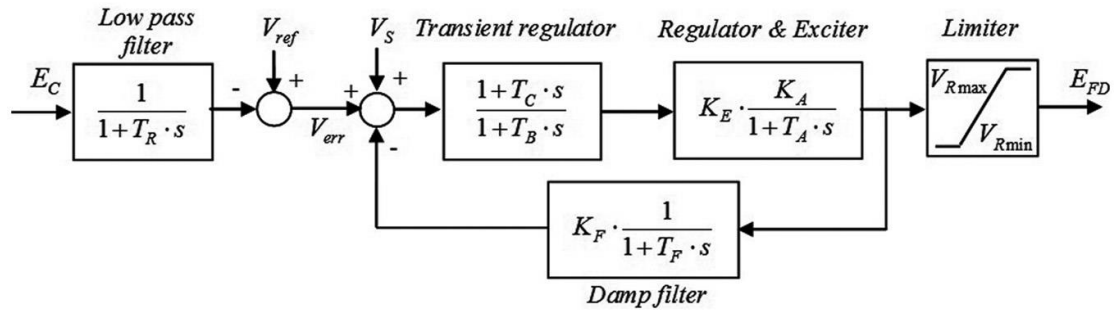 Low pass filter
V_ref
V_S
Transient regulator
Regulator & Exciter
Limiter
E_C
1 / (1 + T_R · s)
-
+
V_err
+
+
-
(1 + T_C · s) / (1 + T_B · s)
K_E · K_A / (1 + T_A · s)
V_Rmax
V_Rmin
E_FD
K_F · 1 / (1 + T_F · s)
Damp filter